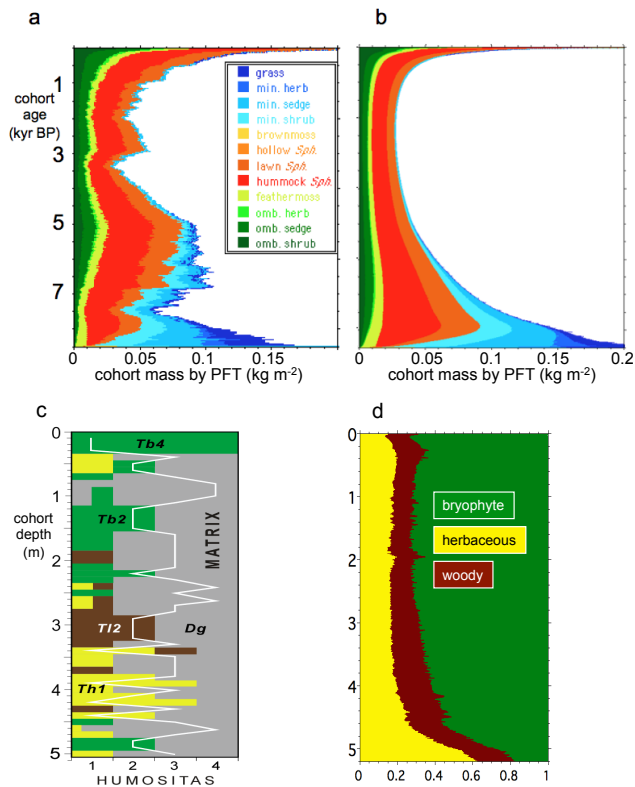 a
b
1
3
5
7
cohort
age
(kyr BP)
grass
min. herb
min. sedge
min. shrub
brownmoss
hollow Sph.
lawn Sph.
hummock Sph.
feathermoss
omb. herb
omb. sedge
omb. shrub
0 0.05 0.1 0.15 0.2
cohort mass by PFT (kg m-2)
0 0.05 0.1 0.15 0.2
cohort mass by PFT (kg m-2)
c
d
0
1
2
3
4
5
cohort
depth
(m)
Tb4
Tb2
MATRIX
Tl2
Dg
Th1
1 2 3 4
HUMOSITAS
0
1
2
3
4
5
bryophyte
herbaceous
woody
0 0.2 0.4 0.6 0.8 1